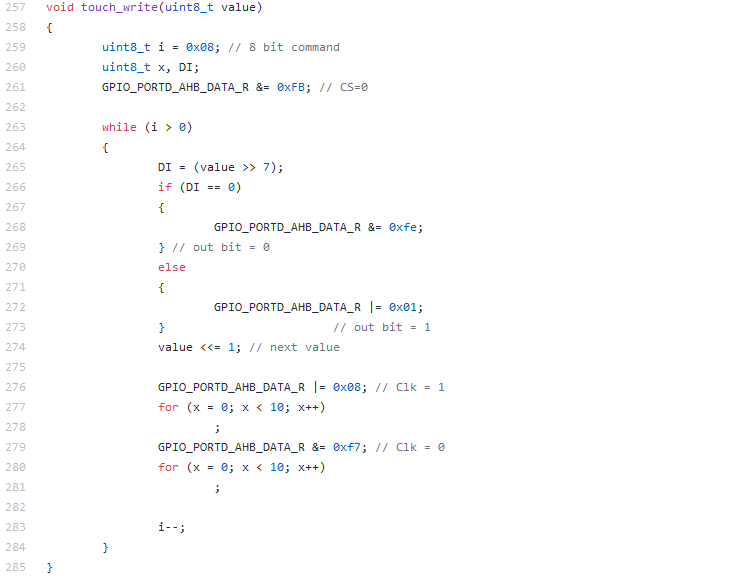 257 void touch_write(uint8_t value)
258 {
259 uint8_t i = 0x08; // 8 bit command
260 uint8_t x, DI;
261 GPIO_PORTD_AHB_DATA_R &= 0xFB; // CS=0
262
263 while (i > 0)
264 {
265 DI = (value >> 7);
266 if (DI == 0)
267 {
268 GPIO_PORTD_AHB_DATA_R &= 0xfe;
269 } // out bit = 0
270 else
271 {
272 GPIO_PORTD_AHB_DATA_R |= 0x01;
273 } // out bit = 1
274 value <<= 1; // next value
275
276 GPIO_PORTD_AHB_DATA_R |= 0x08; // Clk = 1
277 for (x = 0; x < 10; x++)
278 ;
279 GPIO_PORTD_AHB_DATA_R &= 0xf7; // Clk = 0
280 for (x = 0; x < 10; x++)
281 ;
282
283 i--;
284 }
285 }